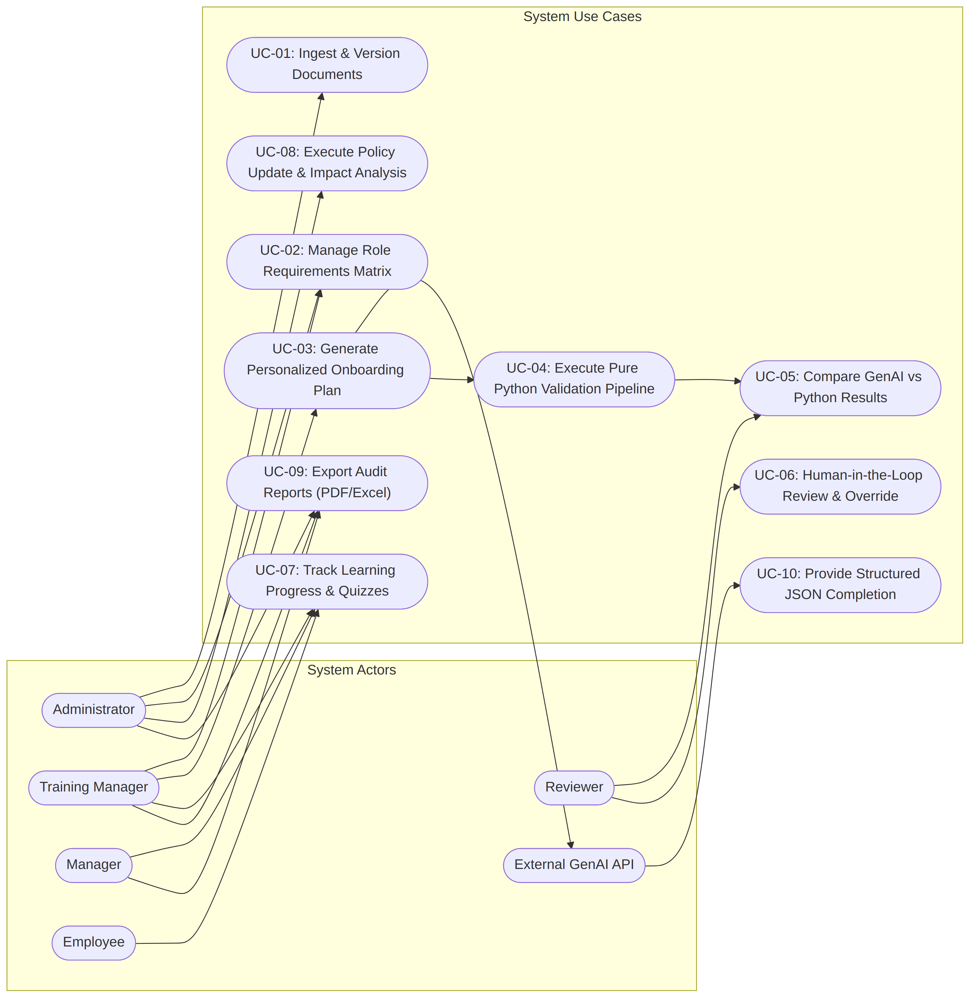 System Use Cases
UC-01: Ingest & Version
Documents
UC-08: Execute Policy
Update & Impact Analysis
UC-02: Manage Role
Requirements Matrix
UC-03: Generate
Personalized Onboarding
Plan
UC-04: Execute Pure
Python Validation Pipeline
UC-05: Compare GenAI vs
Python Results
UC-09: Export Audit
Reports (PDF/Excel)
UC-06: Human-in-the-Loop
Review & Override
UC-07: Track Learning
Progress & Quizzes
UC-10: Provide Structured
JSON Completion
System Actors
Administrator
Training Manager
Reviewer
Manager
External GenAI API
Employee